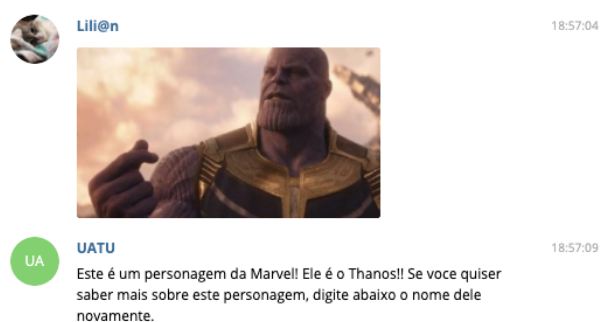 Lili@n 18:57:04
UA UATU 18:57:09
Este é um personagem da Marvel! Ele é o Thanos!! Se voce quiser
saber mais sobre este personagem, digite abaixo o nome dele
novamente.